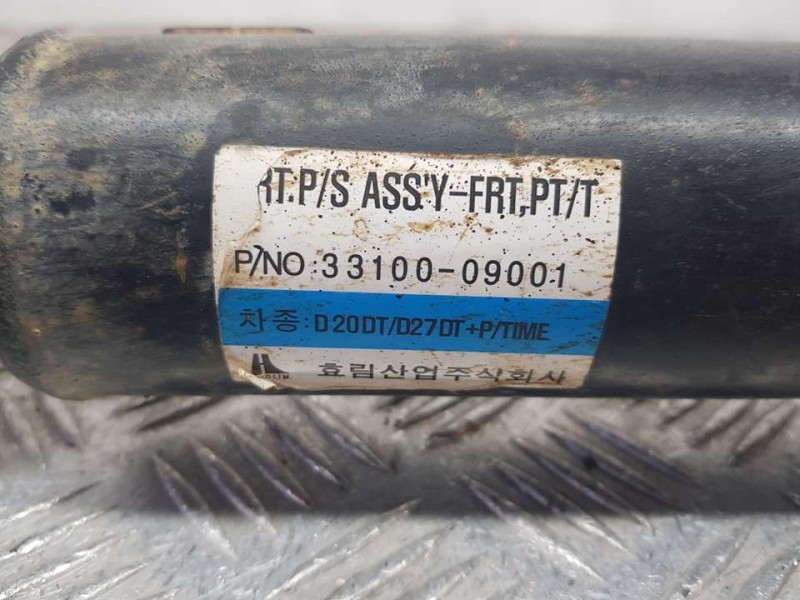 RT.P/S ASS'Y-FRT,PT/T
P/NO:33100-09001
차종:D20DT/D27DT+P/TIME
효림산업주식회사